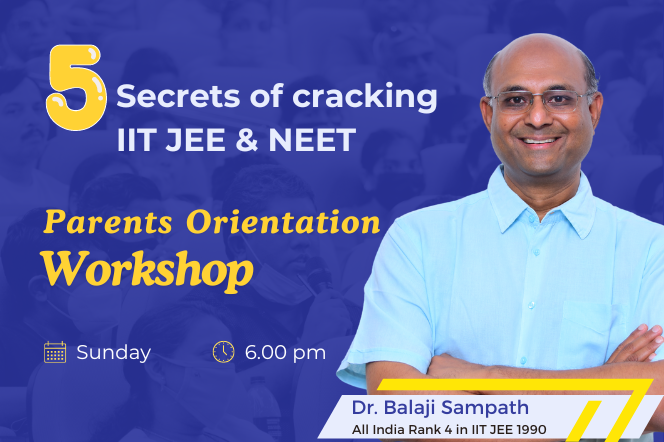 5 Secrets of cracking
IIT JEE & NEET
Parents Orientation
Workshop
Sunday
6.00 pm
Dr. Balaji Sampath
All India Rank 4 in IIT JEE 1990